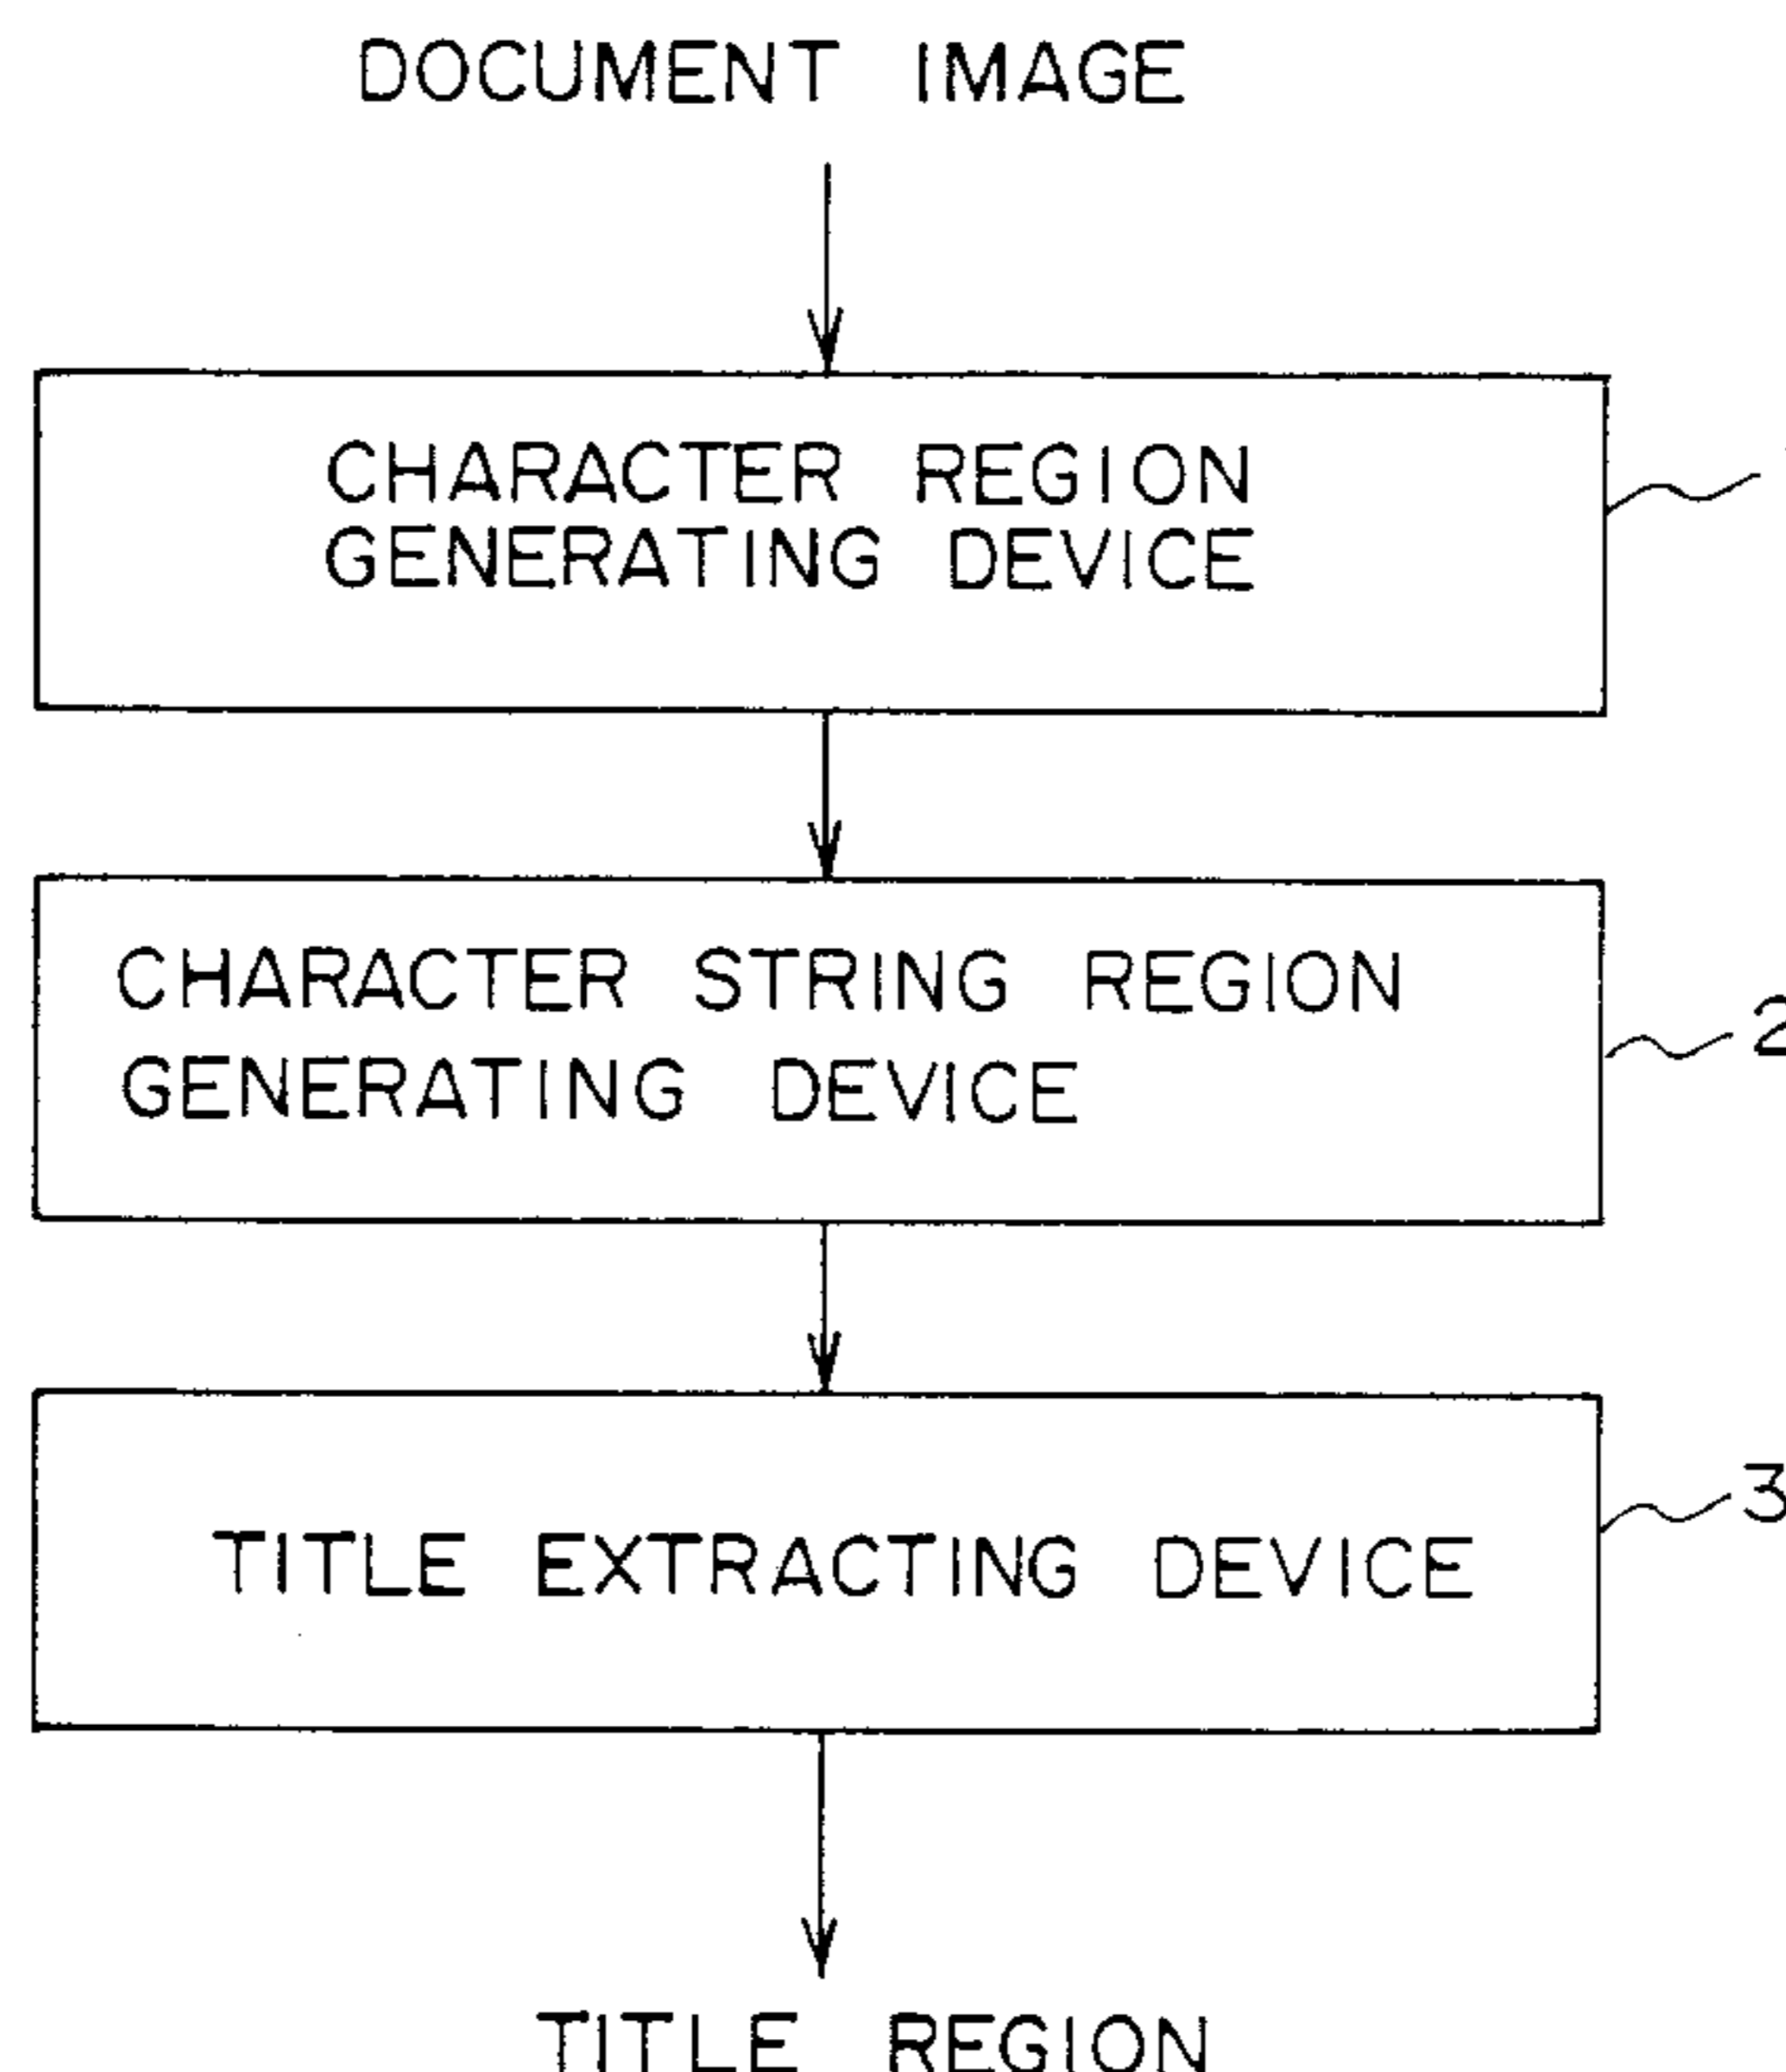 DOCUMENT IMAGE
CHARACTER REGION
GENERATING DEVICE
CHARACTER STRING REGION
GENERATING DEVICE
2
TITLE EXTRACTING DEVICE
3
TITLE REGION